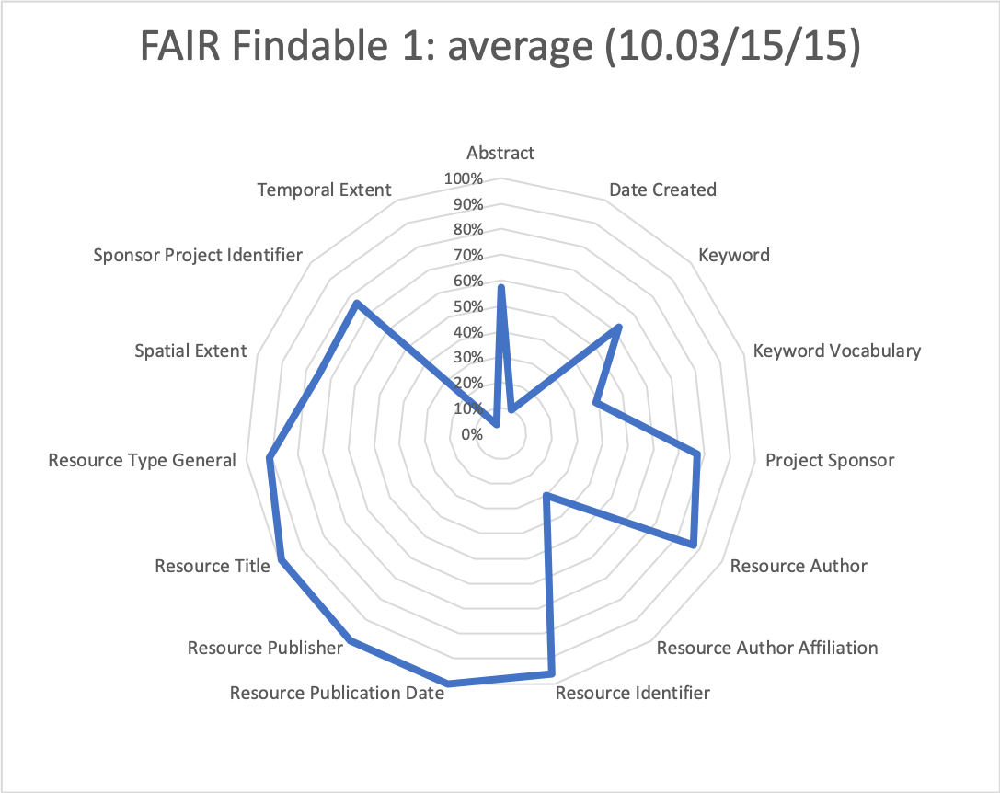 FAIR Findable 1: average (10.03/15/15)
Abstract
Date Created
Keyword
Keyword Vocabulary
Project Sponsor
Resource Author
Resource Author Affiliation
Resource Identifier
Resource Publication Date
Resource Publisher
Resource Title
Resource Type General
Spatial Extent
Sponsor Project Identifier
Temporal Extent
100%
90%
80%
70%
60%
50%
40%
30%
20%
10%
0%